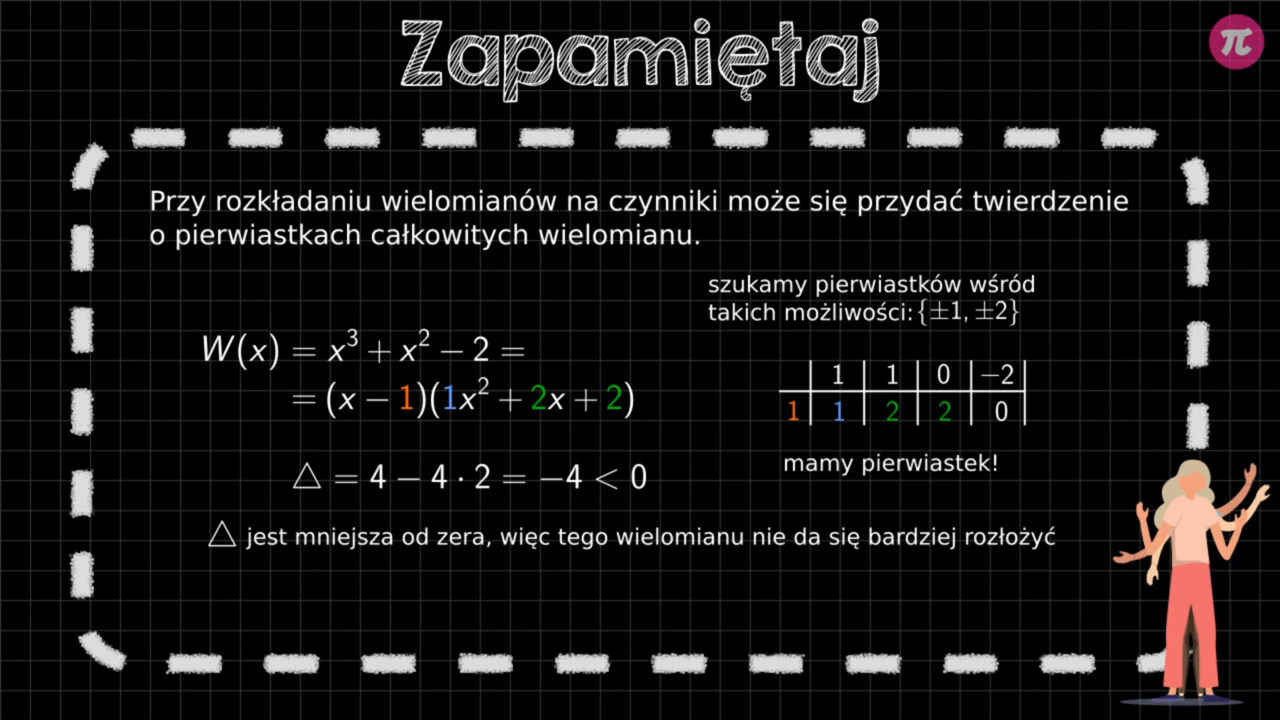 Zapamiętaj
π
Przy rozkładaniu wielomianów na czynniki może się przydać twierdzenie
o pierwiastkach całkowitych wielomianu.
szukamy pierwiastków wśród
takich możliwości: {±1, ±2}
W(x) = x³ + x² − 2 =
= (x − 1)(1x² + 2x + 2)
1 1 0 −2
1 1 2 2 0
mamy pierwiastek!
△ = 4 − 4 · 2 = −4 < 0
△ jest mniejsza od zera, więc tego wielomianu nie da się bardziej rozłożyć